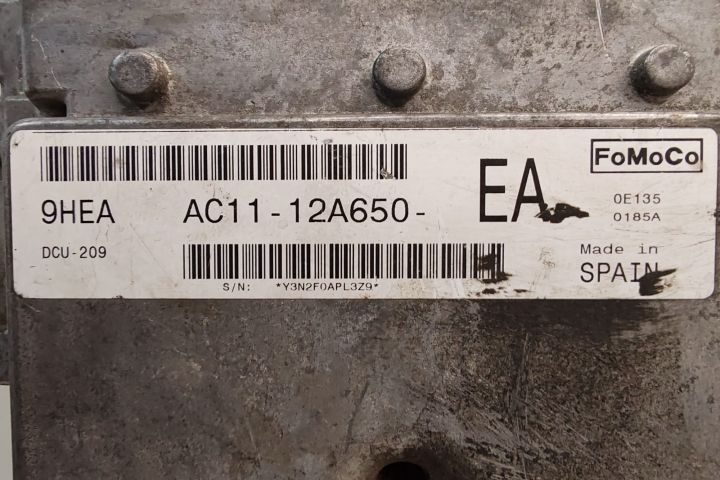 FoMoCo
9HEA AC11-12A650- EA
0E135
0185A
DCU-209
Made in
SPAIN
S/N: *Y3N2F0APL3Z9*